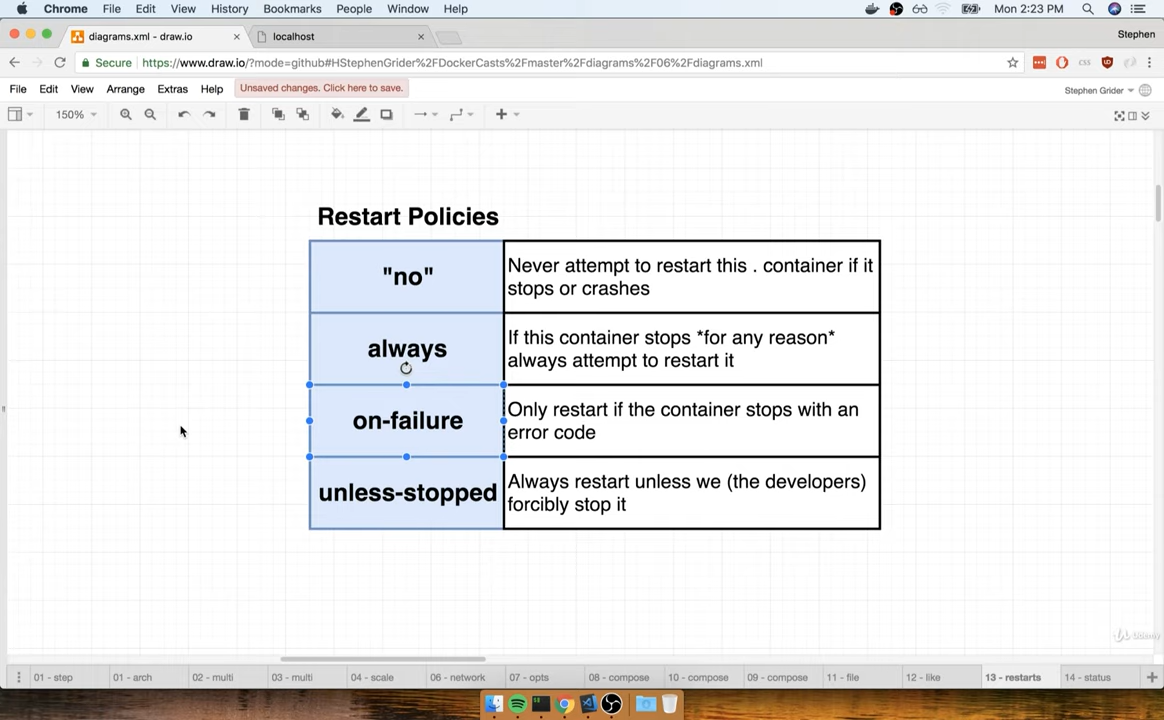 Chrome File Edit View History Bookmarks People Window Help Mon 2:23 PM
diagrams.xml - draw.io localhost Stephen
Secure https://www.draw.io/?mode=github#HStephenGrider%2FDockerCasts%2Fmaster%2Fdiagrams%2F06%2Fdiagrams.xml
File Edit View Arrange Extras Help Unsaved changes. Click here to save. Stephen Grider
150%
Restart Policies
"no"
Never attempt to restart this . container if it
stops or crashes
always
If this container stops *for any reason*
always attempt to restart it
on-failure
Only restart if the container stops with an
error code
unless-stopped
Always restart unless we (the developers)
forcibly stop it
Udemy
01 - step 01 - arch 02 - multi 03 - multi 04 - scale 06 - network 07 - opts 08 - compose 10 - compose 09 - compose 11 - file 12 - like 13 - restarts 14 - status